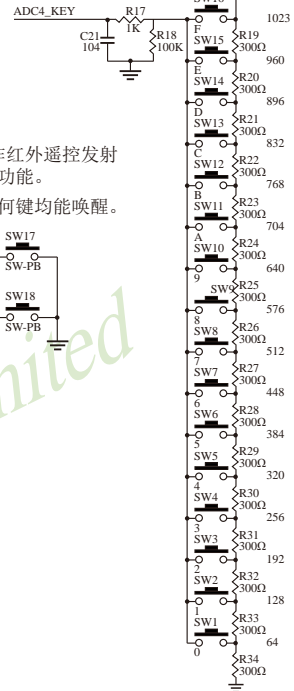 ADC4_KEY
R17
1K
C21
104
R18
100K
作红外遥控发射
功能。
何键均能唤醒。
SW17
SW-PB
SW18
SW-PB
F
1023
R19
300Ω
SW15
E
960
R20
300Ω
SW14
D
896
R21
300Ω
SW13
C
832
R22
300Ω
SW12
B
768
R23
300Ω
SW11
A
704
R24
300Ω
SW10
9
640
R25
300Ω
SW9
8
576
R26
300Ω
SW8
7
512
R27
300Ω
SW7
6
448
R28
300Ω
SW6
5
384
R29
300Ω
SW5
4
320
R30
300Ω
SW4
3
256
R31
300Ω
SW3
2
192
R32
300Ω
SW2
1
128
R33
300Ω
SW1
0
64
R34
300Ω
mited